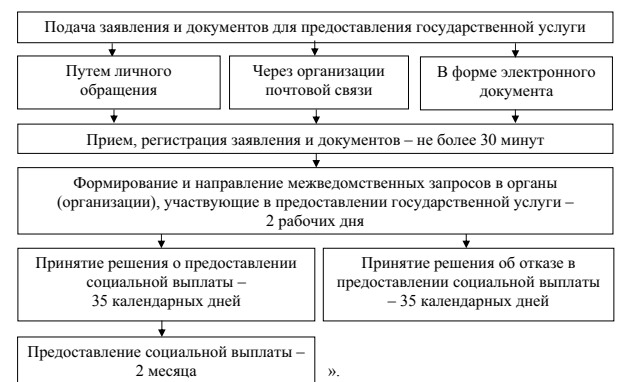 Подача заявления и документов для предоставления государственной услуги
Путем личного
обращения
Через организации
почтовой связи
В форме электронного
документа
Прием, регистрация заявления и документов – не более 30 минут
Формирование и направление межведомственных запросов в органы
(организации), участвующие в предоставлении государственной услуги –
2 рабочих дня
Принятие решения о предоставлении
социальной выплаты –
35 календарных дней
Принятие решения об отказе в
предоставлении социальной выплаты
– 35 календарных дней
Предоставление социальной выплаты –
2 месяца
».